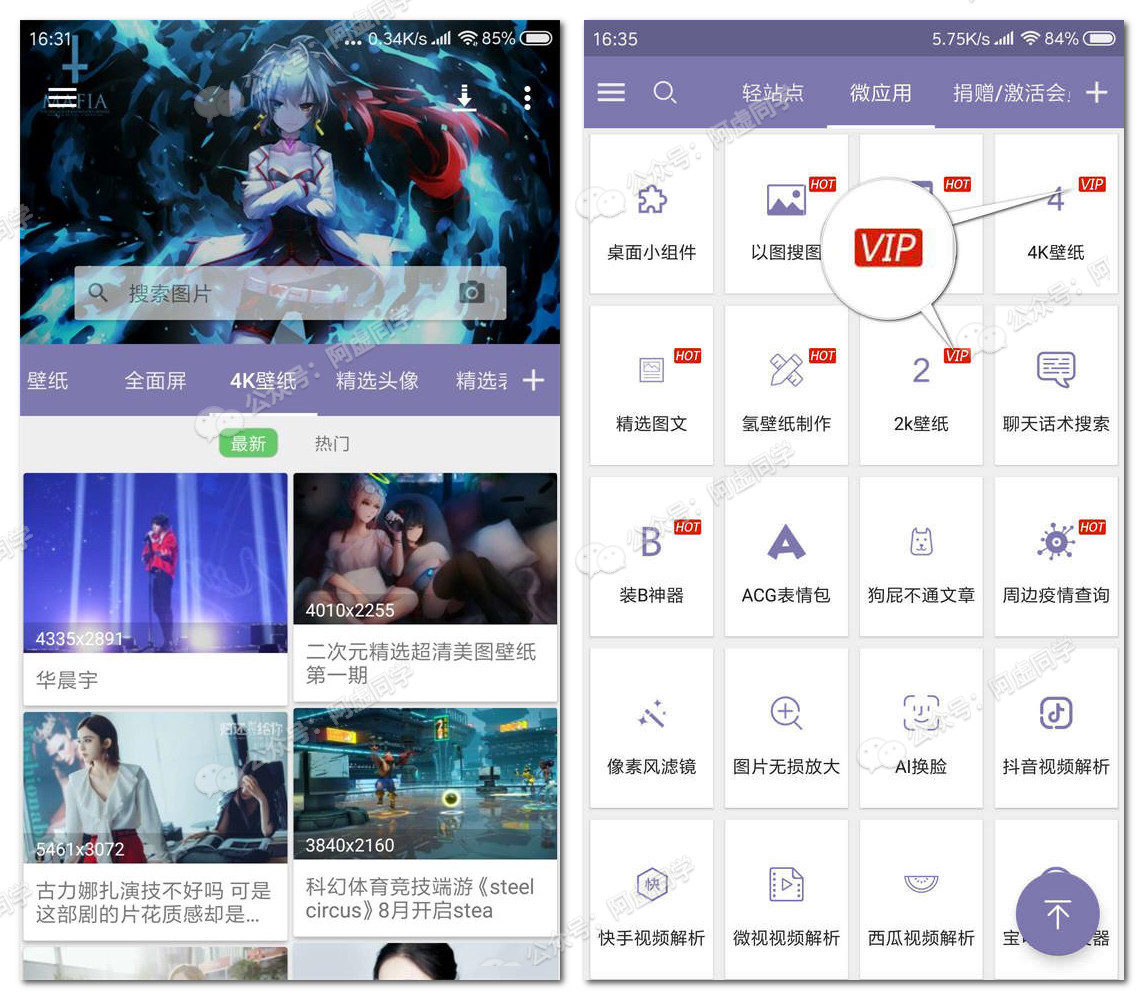 16:31
0.34K/s
85%
MAFIA
搜索图片
壁纸
全面屏
4K壁纸
精选头像
精选表
最新
热门
4335x2891
华晨宇
4010x2255
二次元精选超清美图壁纸
第一期
5461x3072
古力娜扎演技不好吗 可是
这部剧的片花质感却是...
3840x2160
科幻体育竞技端游《steel
circus》8月开启stea
16:35
5.75K/s
84%
轻站点
微应用
捐赠/激活会
桌面小组件
HOT
以图搜图
HOT
VIP
4
VIP
4K壁纸
HOT
精选图文
HOT
氢壁纸制作
2
VIP
2k壁纸
聊天话术搜索
B
HOT
装B神器
ACG表情包
狗屁不通文章
HOT
周边疫情查询
像素风滤镜
图片无损放大
AI换脸
抖音视频解析
快
快手视频解析
微视视频解析
西瓜视频解析
宝
器
公众号：阿虚同学